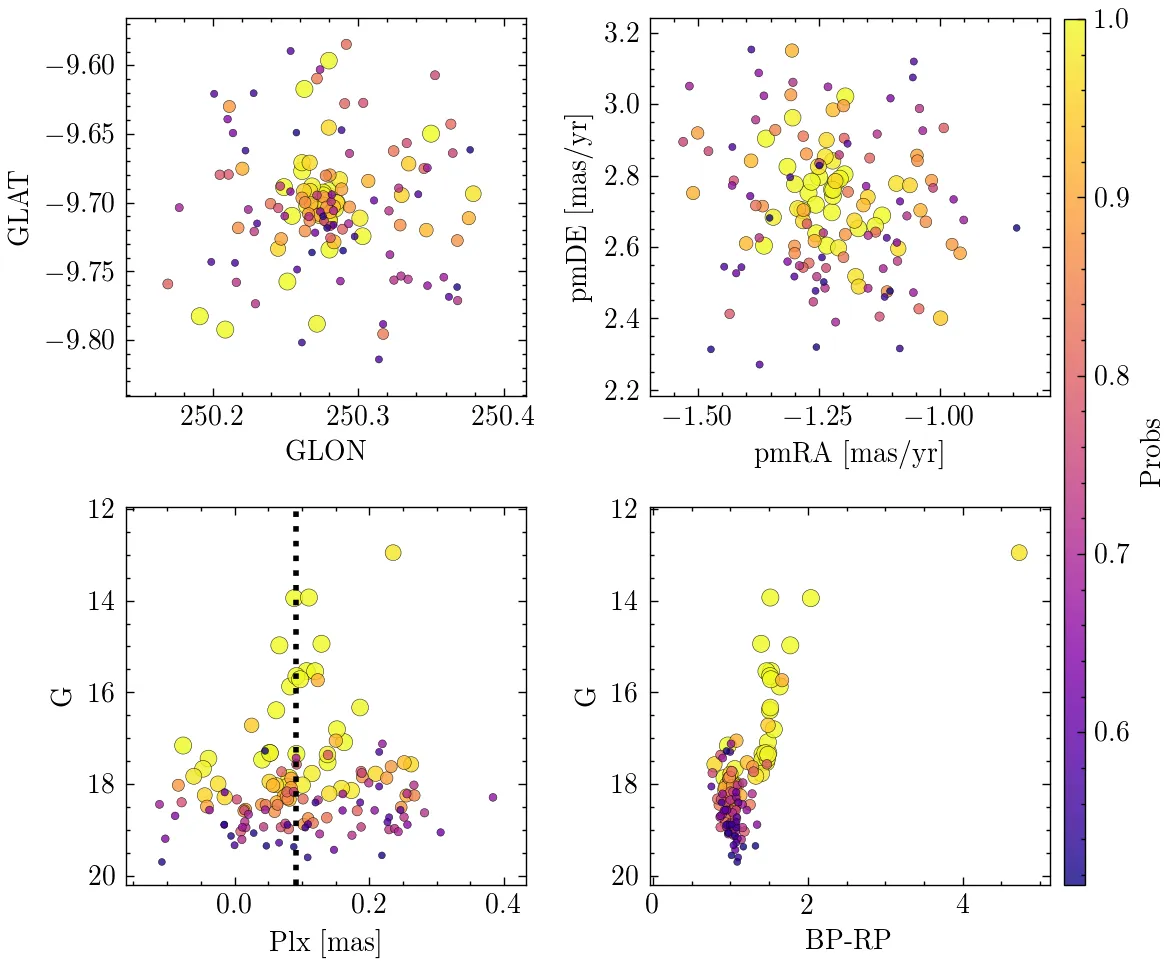 −9.60
−9.65
−9.70
−9.75
−9.80
GLAT
250.2 250.3 250.4
GLON
3.2
3.0
2.8
2.6
2.4
2.2
pmDE [mas/yr]
−1.50 −1.25 −1.00
pmRA [mas/yr]
12
14
16
18
20
G
0.0 0.2 0.4
Plx [mas]
12
14
16
18
20
G
0 2 4
BP-RP
1.0
0.9
0.8
0.7
0.6
Probs